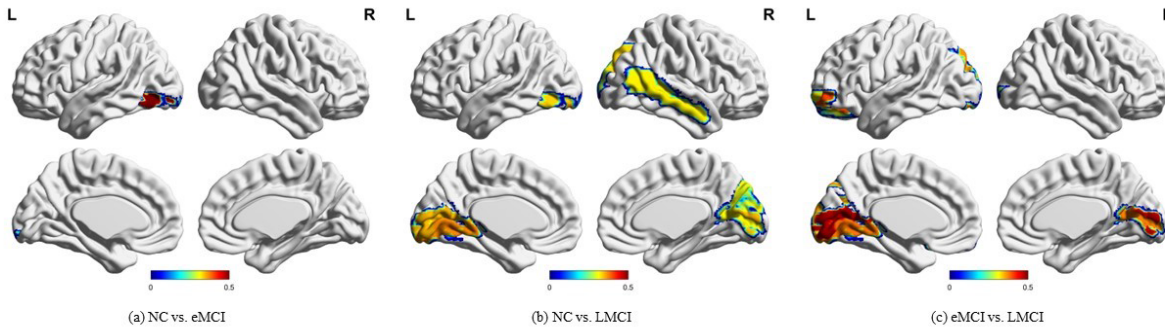 L R L R L
0 0.5 0 0.5 0 0.5
(a) NC vs. eMCI (b) NC vs. LMCI (c) eMCI vs. LMCI